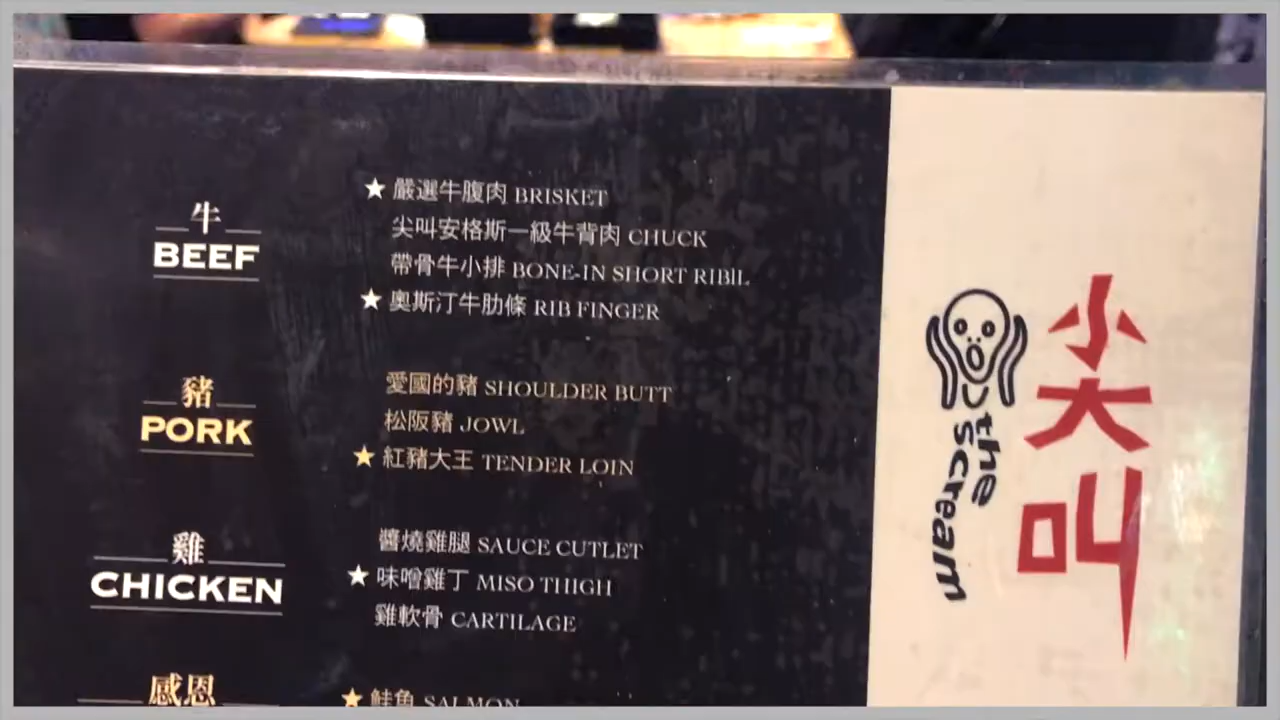 牛
BEEF
★ 嚴選牛腹肉 BRISKET
尖叫安格斯一級牛背肉 CHUCK
帶骨牛小排 BONE-IN SHORT RIBIL
★ 奧斯汀牛肋條 RIB FINGER
豬
PORK
愛國的豬 SHOULDER BUTT
松阪豬 JOWL
★ 紅豬大王 TENDER LOIN
雞
CHICKEN
醬燒雞腿 SAUCE CUTLET
★ 味噌雞丁 MISO THIGH
雞軟骨 CARTILAGE
感恩
★ 鮭魚 SALMON
尖叫
the
scream